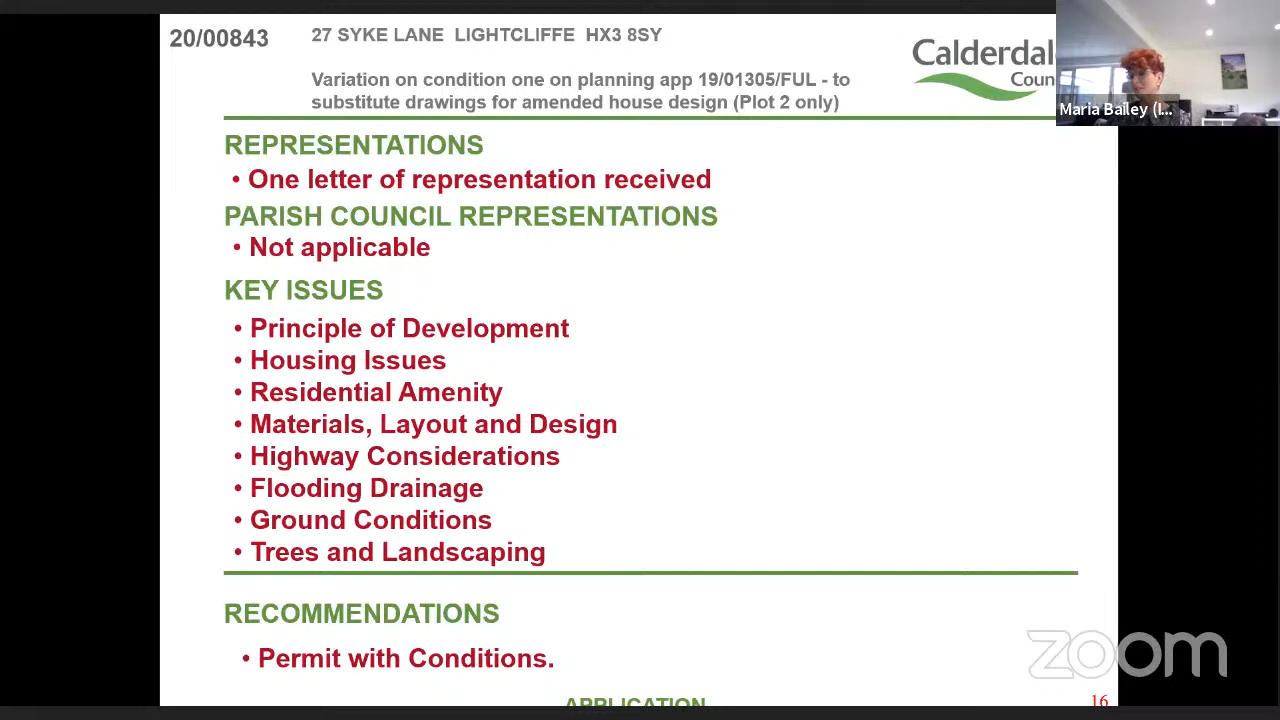 20/00843
27 SYKE LANE LIGHTCLIFFE HX3 8SY
Variation on condition one on planning app 19/01305/FUL - to
substitute drawings for amended house design (Plot 2 only)
Calderdal
Coun
Maria Bailey (I...
REPRESENTATIONS
• One letter of representation received
PARISH COUNCIL REPRESENTATIONS
• Not applicable
KEY ISSUES
• Principle of Development
• Housing Issues
• Residential Amenity
• Materials, Layout and Design
• Highway Considerations
• Flooding Drainage
• Ground Conditions
• Trees and Landscaping
RECOMMENDATIONS
• Permit with Conditions.
zoom
APPLICATION
16